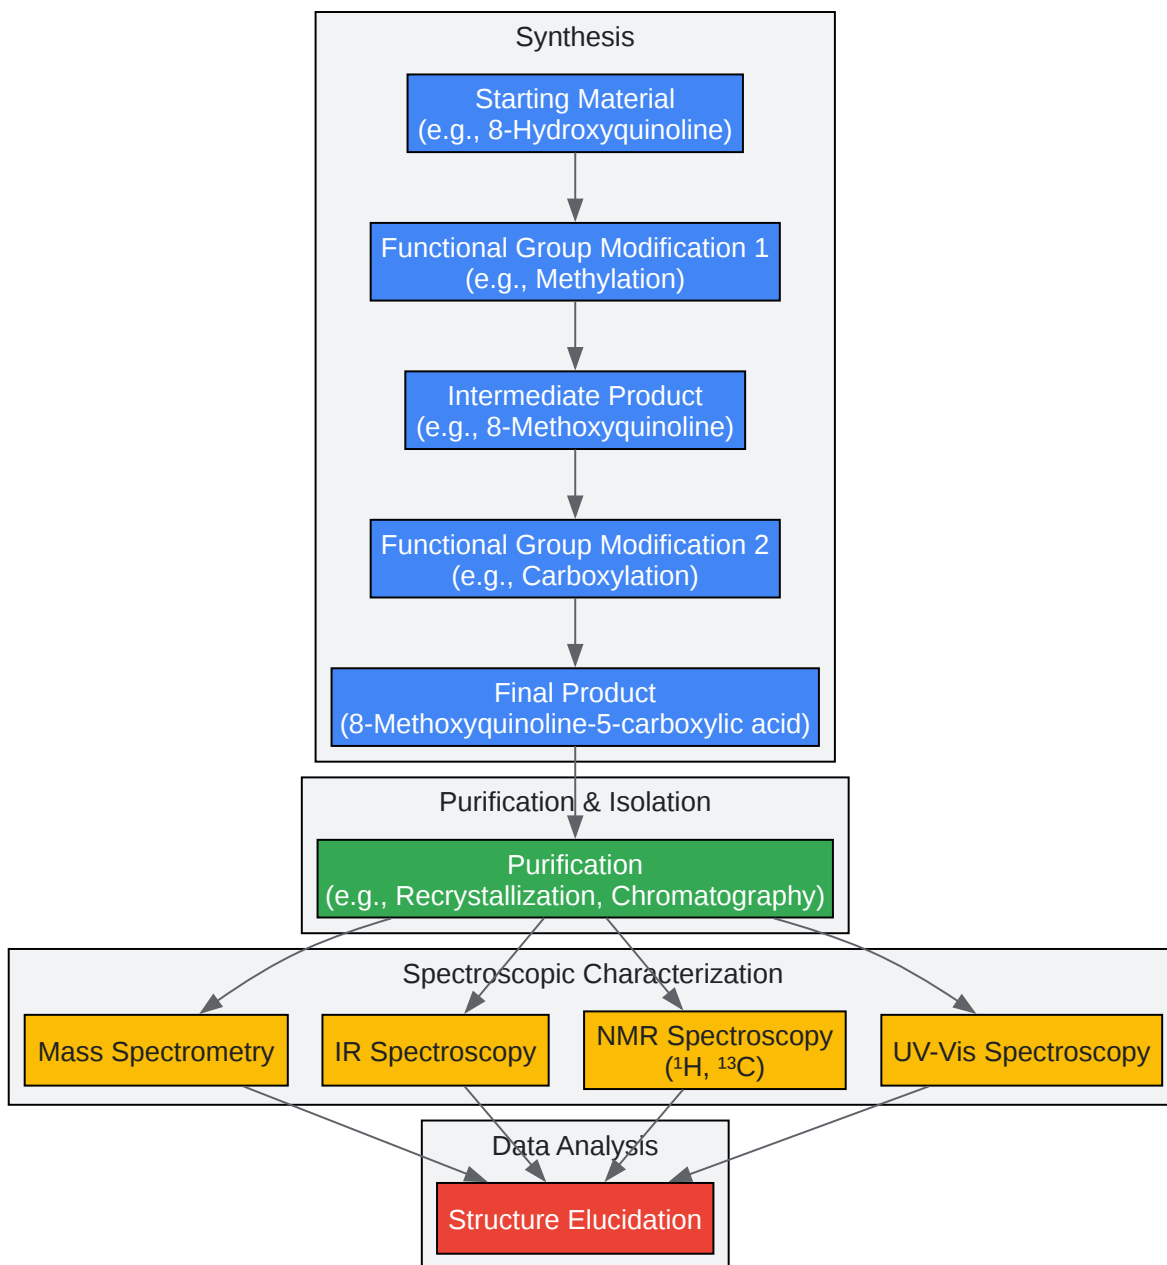 Synthesis
Starting Material
(e.g., 8-Hydroxyquinoline)
Functional Group Modification 1
(e.g., Methylation)
Intermediate Product
(e.g., 8-Methoxyquinoline)
Functional Group Modification 2
(e.g., Carboxylation)
Final Product
(8-Methoxyquinoline-5-carboxylic acid)
Purification & Isolation
Purification
(e.g., Recrystallization, Chromatography)
Spectroscopic Characterization
Mass Spectrometry
IR Spectroscopy
NMR Spectroscopy
(¹H, ¹³C)
UV-Vis Spectroscopy
Data Analysis
Structure Elucidation